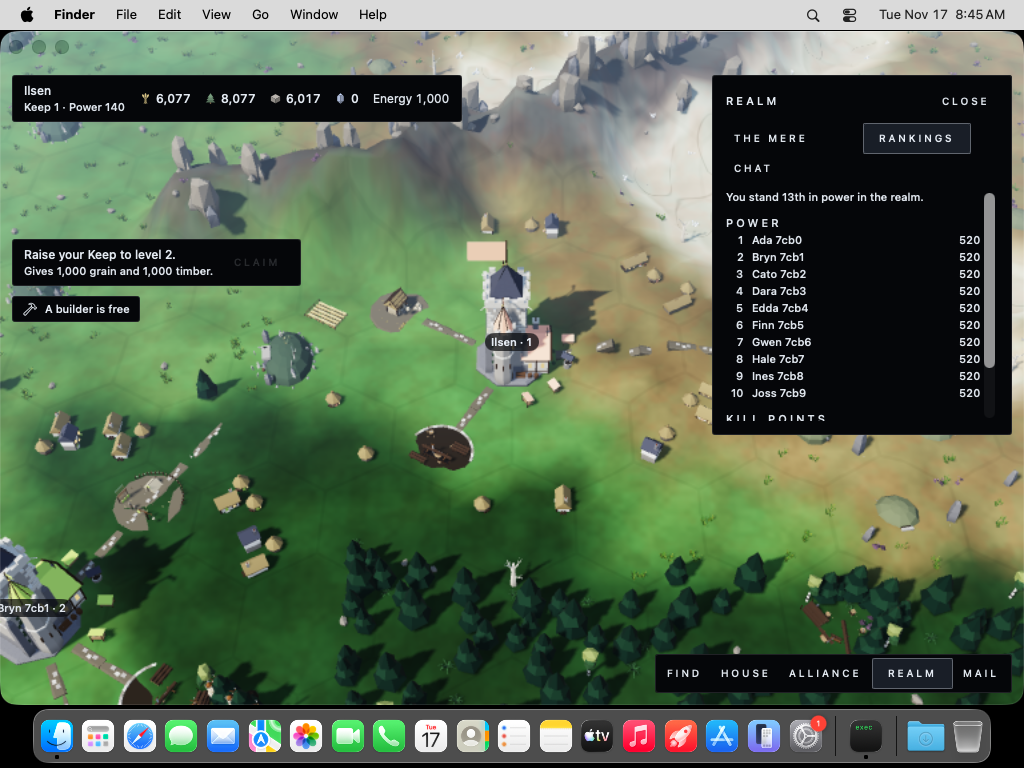 Finder File Edit View Go Window Help Tue Nov 17 8:45 AM
Ilsen
Keep 1 · Power 140
6,077 8,077 6,017 0 Energy 1,000
Raise your Keep to level 2.
Gives 1,000 grain and 1,000 timber.
CLAIM
A builder is free
Ilsen · 1
Bryn 7cb1 · 2
REALM CLOSE
THE MERE RANKINGS
CHAT
You stand 13th in power in the realm.
POWER
1 Ada 7cb0 520
2 Bryn 7cb1 520
3 Cato 7cb2 520
4 Dara 7cb3 520
5 Edda 7cb4 520
6 Finn 7cb5 520
7 Gwen 7cb6 520
8 Hale 7cb7 520
9 Ines 7cb8 520
10 Joss 7cb9 520
KILL POINTS
FIND HOUSE ALLIANCE REALM MAIL
Tue
17
tv
1
exec